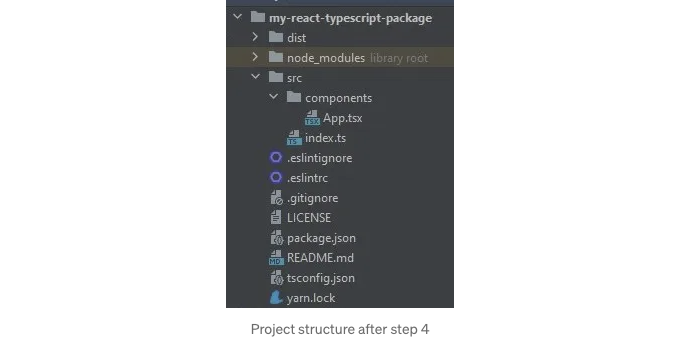 my-react-typescript-package
dist
node_modules library root
src
components
App.tsx
index.ts
.eslintignore
.eslintrc
.gitignore
LICENSE
package.json
README.md
tsconfig.json
yarn.lock
Project structure after step 4